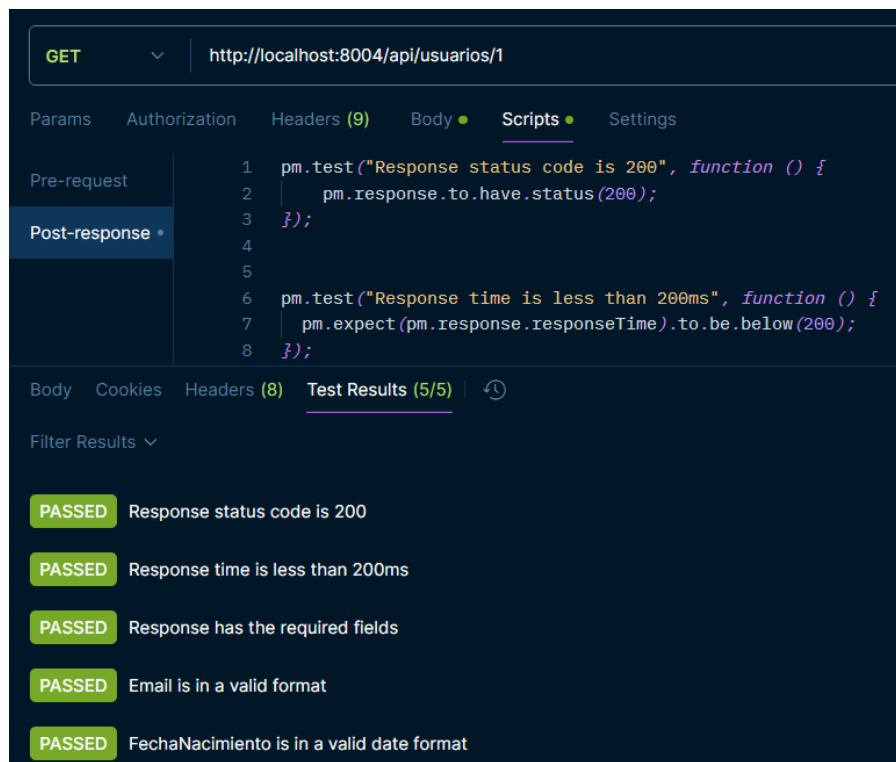 GET http://localhost:8004/api/usuarios/1
Params Authorization Headers (9) Body Scripts Settings
Pre-request
Post-response
1 pm.test("Response status code is 200", function () {
2 pm.response.to.have.status(200);
3 });
4
5
6 pm.test("Response time is less than 200ms", function () {
7 pm.expect(pm.response.responseTime).to.be.below(200);
8 });
Body Cookies Headers (8) Test Results (5/5)
Filter Results
PASSED Response status code is 200
PASSED Response time is less than 200ms
PASSED Response has the required fields
PASSED Email is in a valid format
PASSED FechaNacimiento is in a valid date format